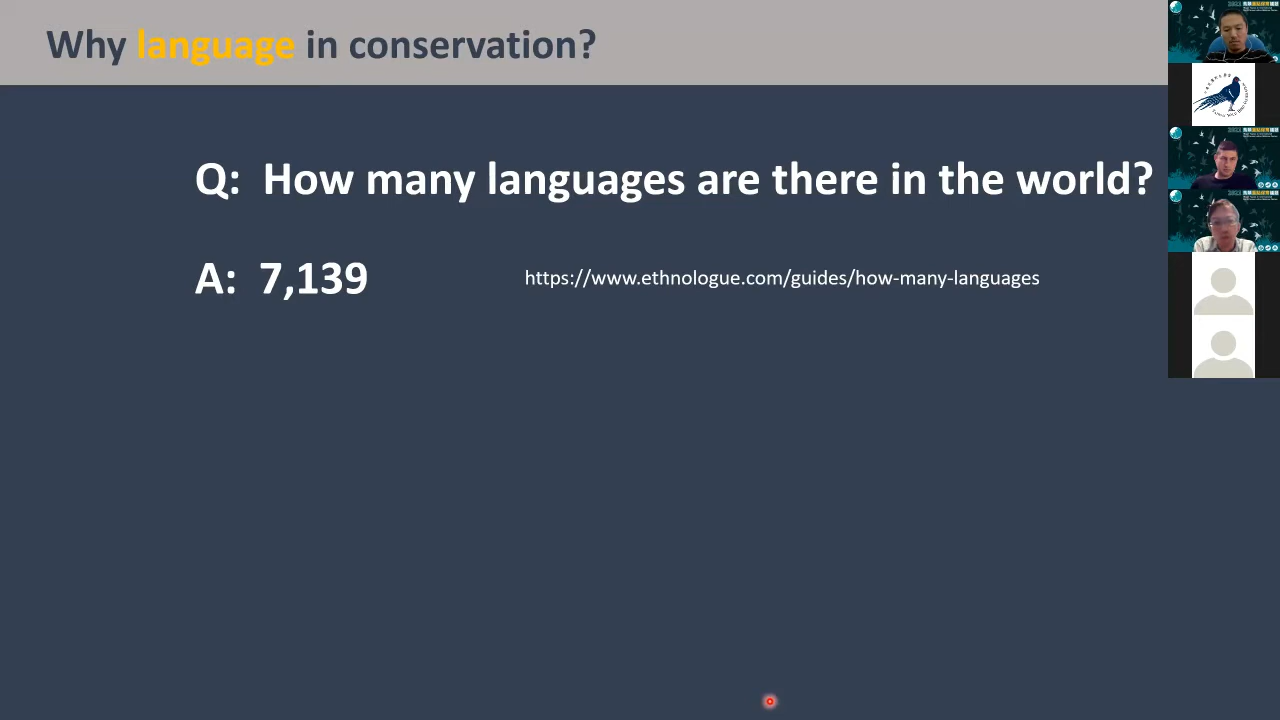 Why language in conservation?
Q: How many languages are there in the world?
A: 7,139
https://www.ethnologue.com/guides/how-many-languages